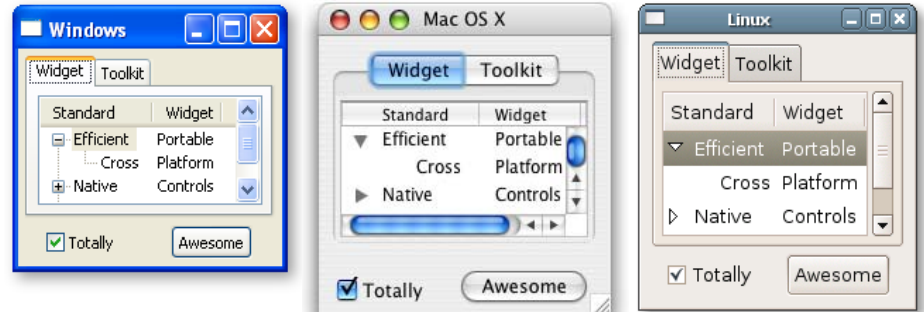 Windows
Widget Toolkit
Standard Widget
Efficient Portable
Cross Platform
Native Controls
Totally Awesome
Mac OS X
Widget Toolkit
Standard Widget
Efficient Portable
Cross Platform
Native Controls
Totally Awesome
Linux
Widget Toolkit
Standard Widget
Efficient Portable
Cross Platform
Native Controls
Totally Awesome